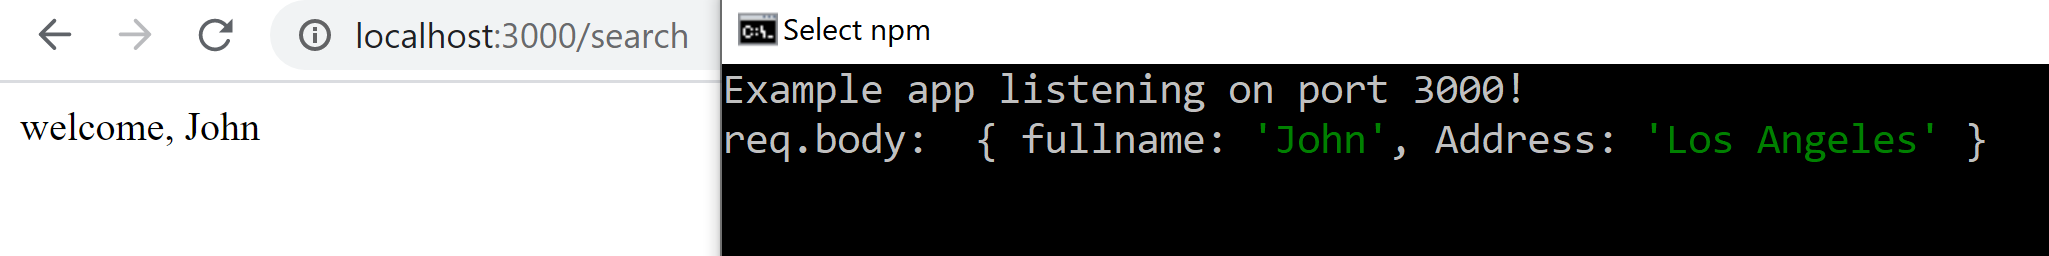 localhost:3000/search
welcome, John
Select npm
Example app listening on port 3000!
req.body:  { fullname: 'John', Address: 'Los Angeles' }